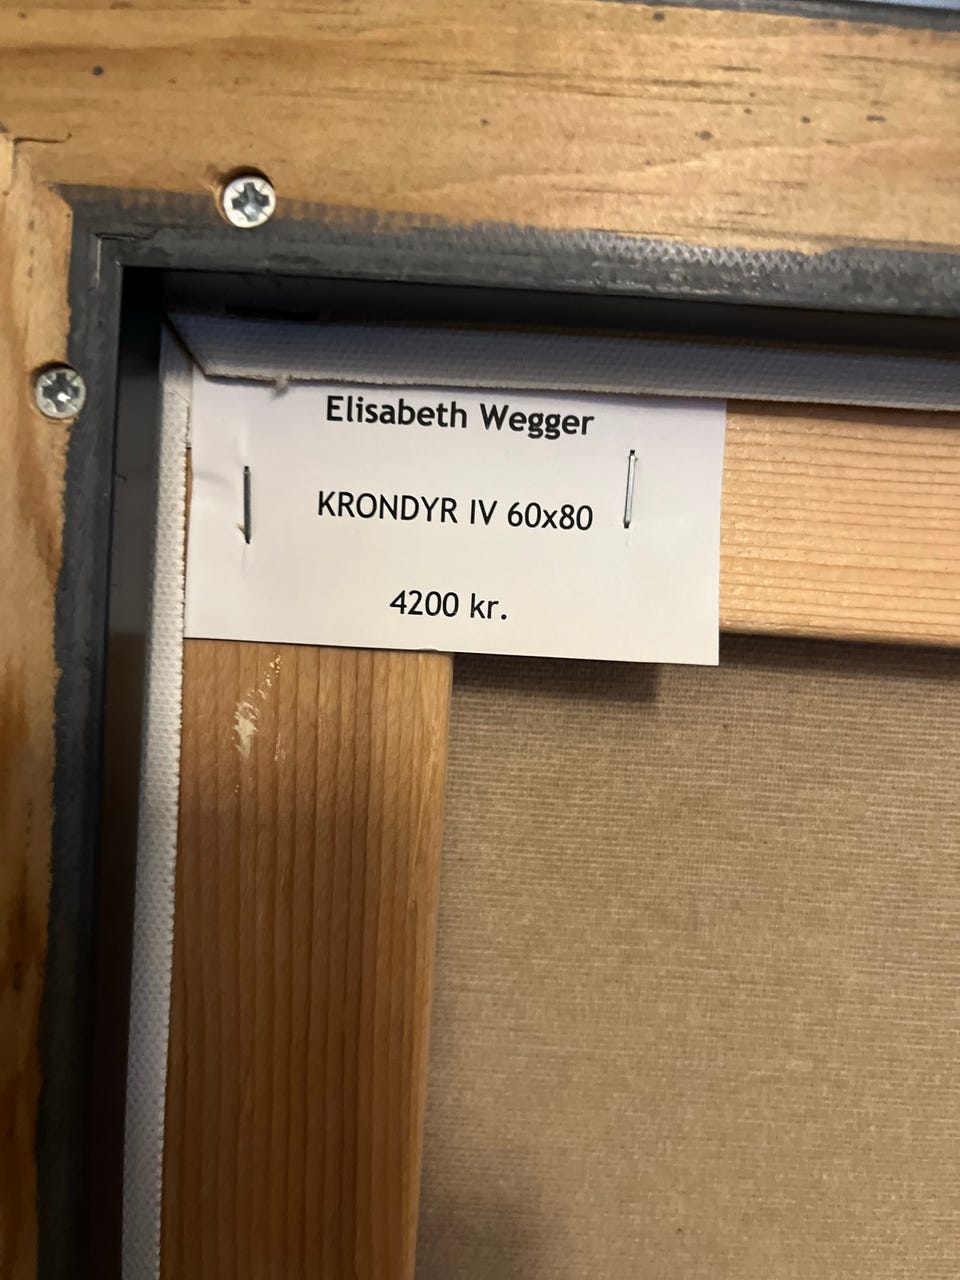 Elisabeth Wegger
KRONDYR IV 60x80
4200 kr.